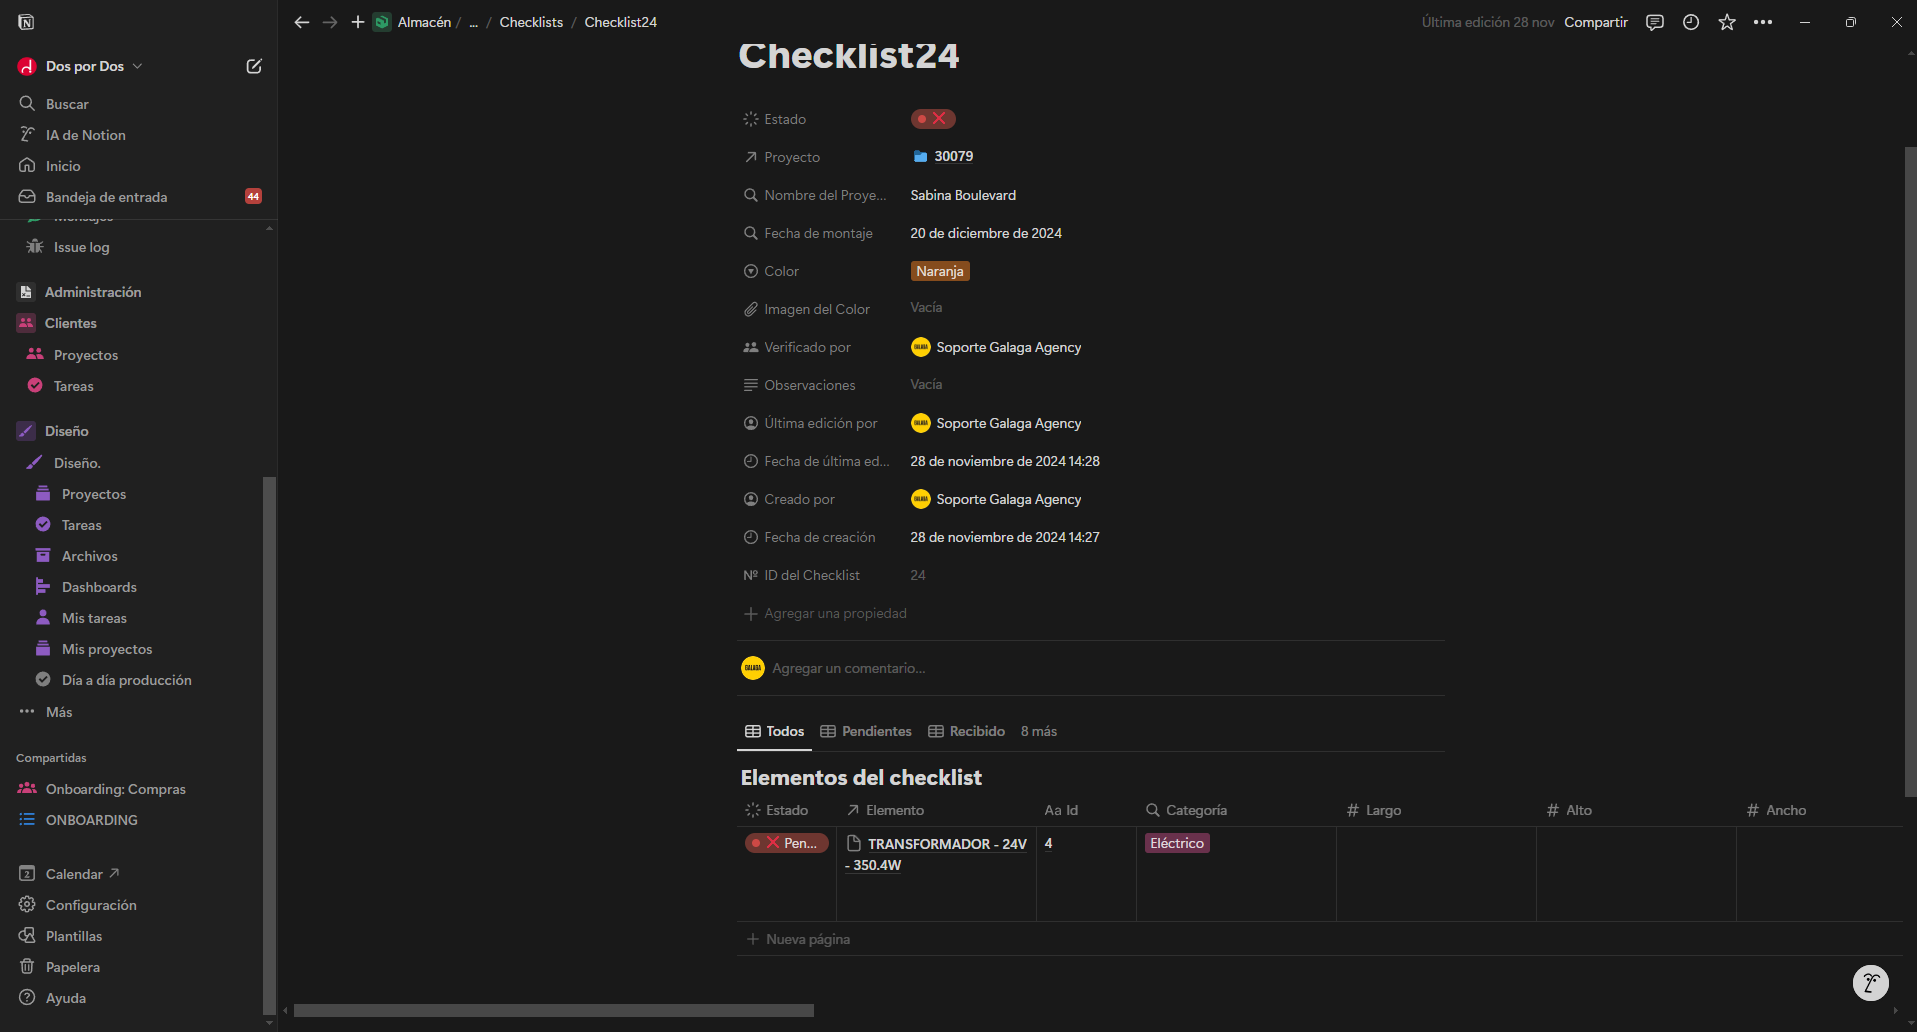 Dos por Dos
Buscar
IA de Notion
Inicio
Bandeja de entrada
44
Mensajes
Issue log
Administración
Clientes
Proyectos
Tareas
Diseño
Diseño.
Proyectos
Tareas
Archivos
Dashboards
Mis tareas
Mis proyectos
Día a día producción
Más
Compartidas
Onboarding: Compras
ONBOARDING
2
Calendar
Configuración
Plantillas
Papelera
Ayuda
Almacén / ... / Checklists / Checklist24
Última edición 28 nov
Compartir
Checklist24
Estado
Proyecto
30079
Nombre del Proye...
Sabina Boulevard
Fecha de montaje
20 de diciembre de 2024
Color
Naranja
Imagen del Color
Vacía
Verificado por
GALAGA
Soporte Galaga Agency
Observaciones
Vacía
Última edición por
GALAGA
Soporte Galaga Agency
Fecha de última ed...
28 de noviembre de 2024 14:28
Creado por
GALAGA
Soporte Galaga Agency
Fecha de creación
28 de noviembre de 2024 14:27
Nº ID del Checklist
24
Agregar una propiedad
GALAGA
Agregar un comentario...
Todos
Pendientes
Recibido
8 más
Elementos del checklist
Estado
Elemento
Aa Id
Categoría
# Largo
# Alto
# Ancho
Pen...
TRANSFORMADOR - 24V
- 350.4W
4
Eléctrico
Nueva página